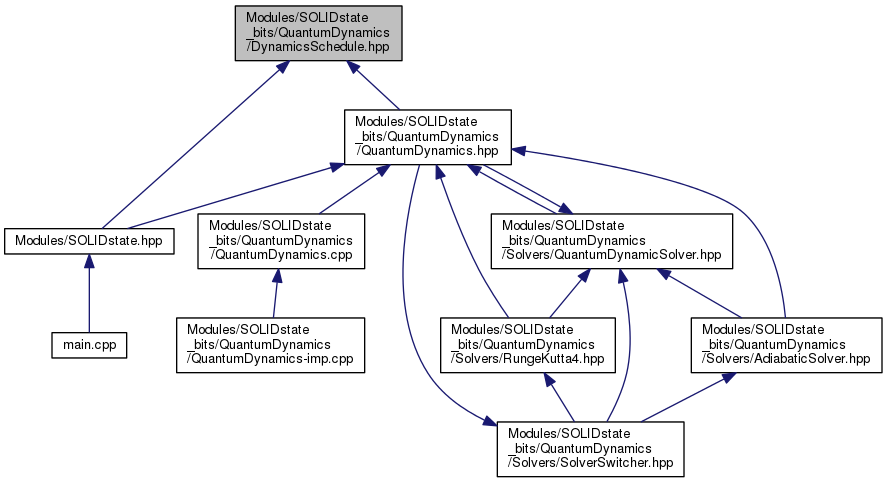 Modules/SOLIDstate
_bits/QuantumDynamics
/DynamicsSchedule.hpp
Modules/SOLIDstate
_bits/QuantumDynamics
/QuantumDynamics.hpp
Modules/SOLIDstate.hpp
Modules/SOLIDstate
_bits/QuantumDynamics
/QuantumDynamics.cpp
Modules/SOLIDstate
_bits/QuantumDynamics
/Solvers/QuantumDynamicSolver.hpp
main.cpp
Modules/SOLIDstate
_bits/QuantumDynamics
/QuantumDynamics-imp.cpp
Modules/SOLIDstate
_bits/QuantumDynamics
/Solvers/RungeKutta4.hpp
Modules/SOLIDstate
_bits/QuantumDynamics
/Solvers/AdiabaticSolver.hpp
Modules/SOLIDstate
_bits/QuantumDynamics
/Solvers/SolverSwitcher.hpp